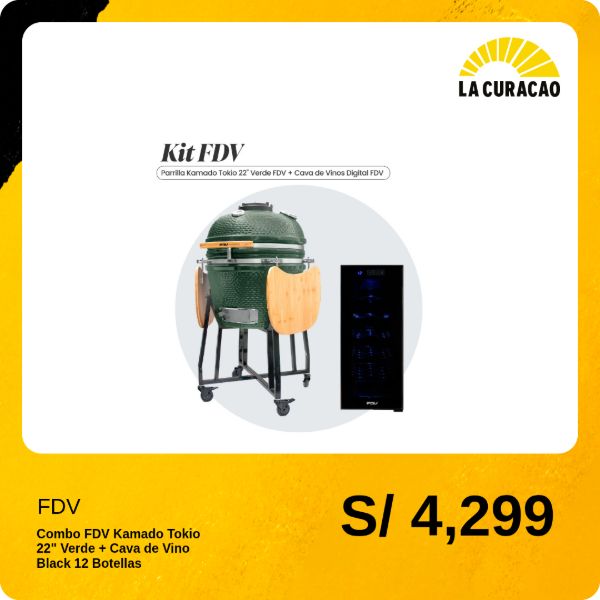 LA CURACAO
Kit FDV
Parrilla Kamado Tokio 22" Verde FDV + Cava de Vinos Digital FDV
FDV
Combo FDV Kamado Tokio
22" Verde + Cava de Vino
Black 12 Botellas
S/ 4,299